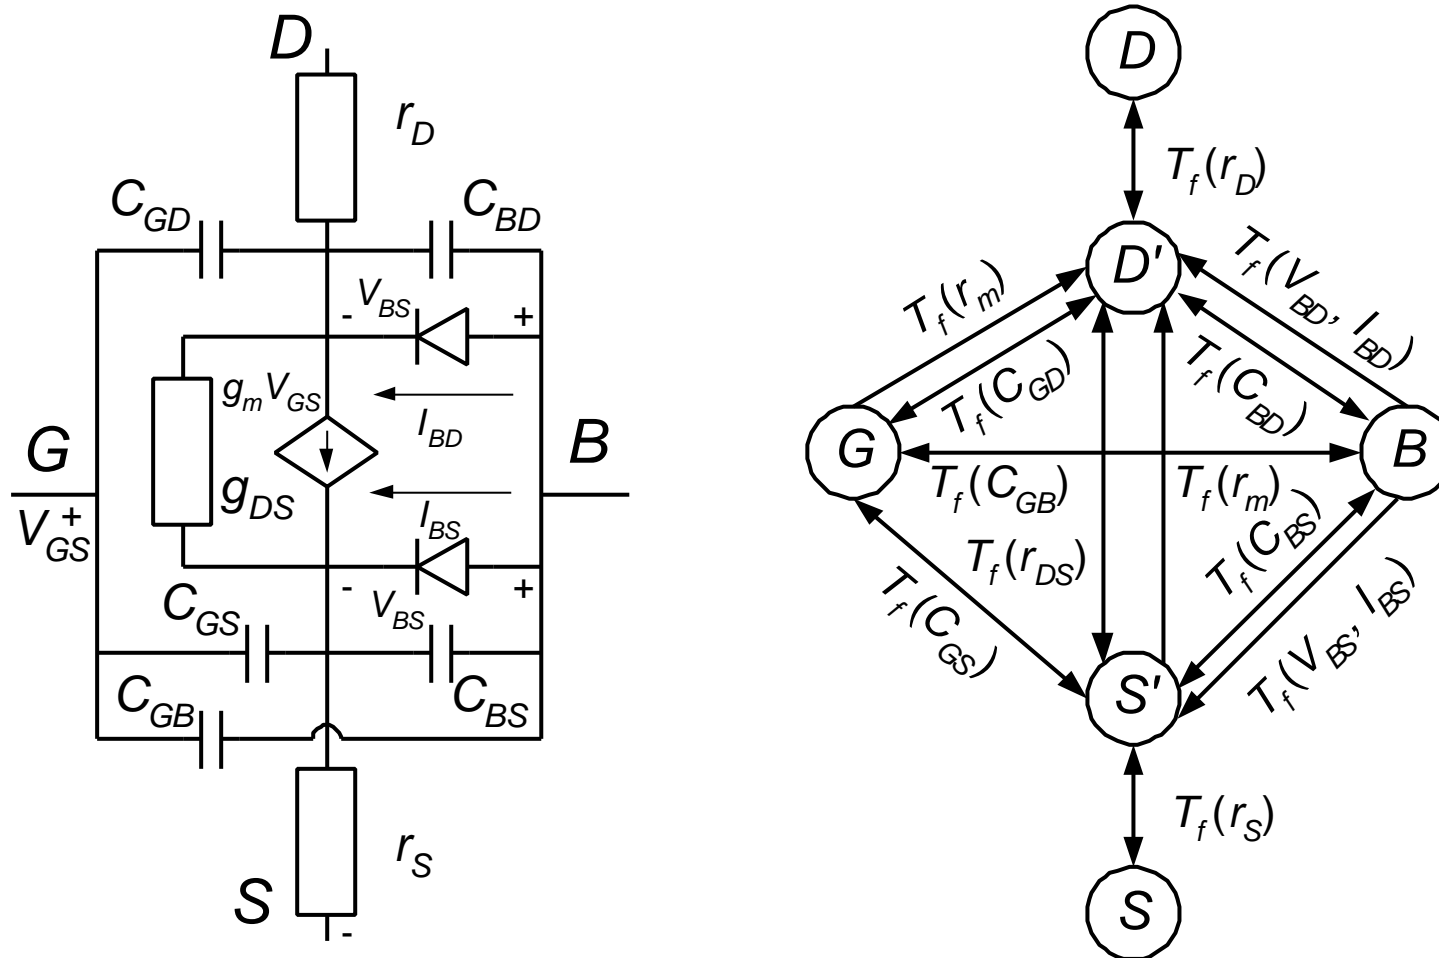 D
r_D
C_GD
C_BD
V_BS
-
+
g_m V_GS
I_BD
G
B
g_DS
V_GS
+
I_BS
-
+
V_BS
C_GS
C_GB
C_BS
r_S
S
-
D
T_f(r_D)
D'
T_f(r_m)
T_f(V_BD, I_BD)
T_f(C_GD)
T_f(C_BD)
G
B
T_f(C_GB)
T_f(r_m)
T_f(r_DS)
T_f(C_BS)
T_f(C_GS)
T_f(V_BS, I_BS)
S'
T_f(r_S)
S